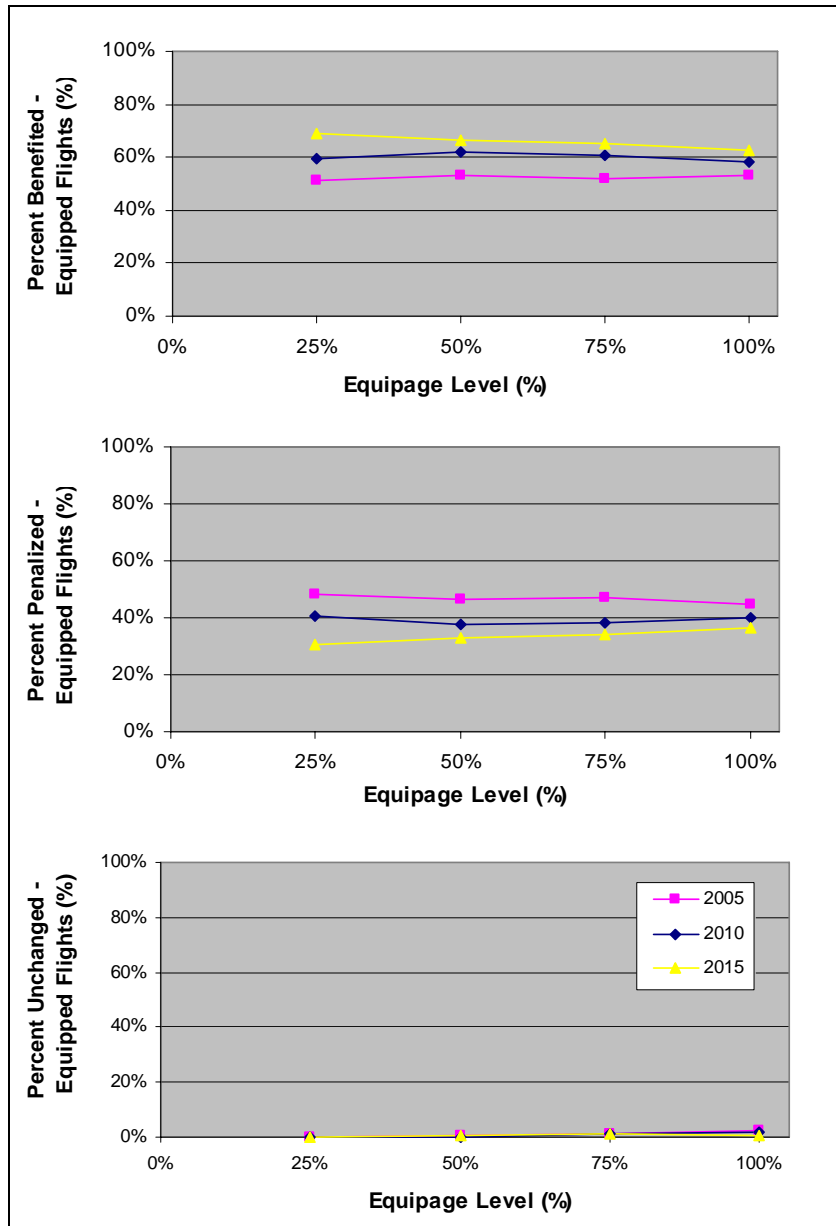 Percent Benefited -
Equipped Flights (%)
100%
80%
60%
40%
20%
0%
0% 25% 50% 75% 100%
Equipage Level (%)
Percent Penalized -
Equipped Flights (%)
100%
80%
60%
40%
20%
0%
0% 25% 50% 75% 100%
Equipage Level (%)
Percent Unchanged -
Equipped Flights (%)
100%
80%
60%
40%
20%
0%
2005
2010
2015
0% 25% 50% 75% 100%
Equipage Level (%)